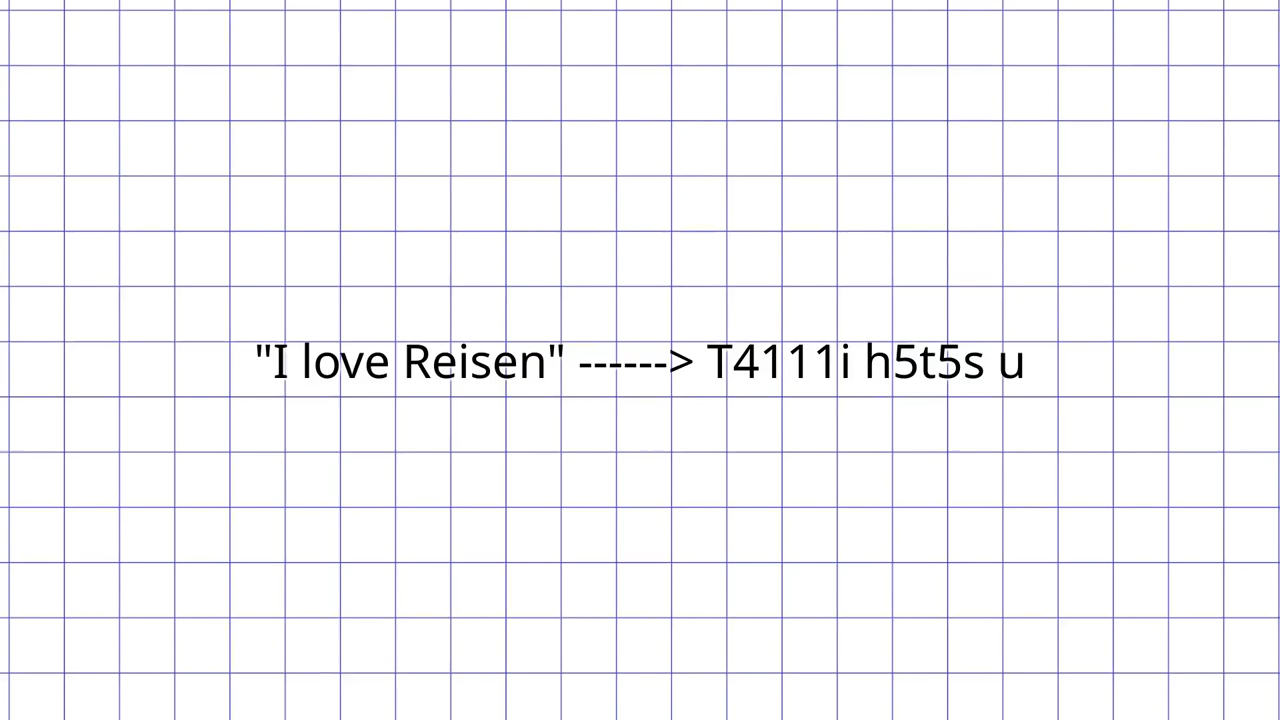 "I love Reisen" ------> T4111i h5t5s u